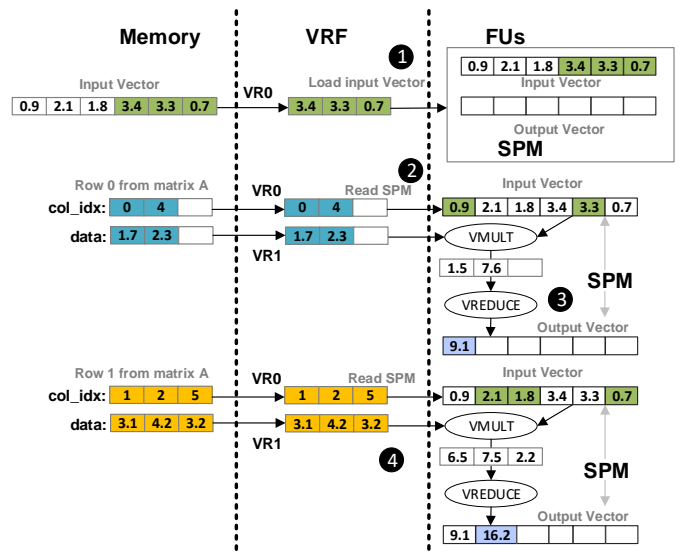 Memory VRF FUs
1
Input Vector
VR0
Load input Vector
0.9 2.1 1.8 3.4 3.3 0.7
3.4 3.3 0.7
0.9 2.1 1.8 3.4 3.3 0.7
Input Vector
Output Vector
SPM
2
Row 0 from matrix A
VR0
Read SPM
Input Vector
col_idx: 0 4
0 4
0.9 2.1 1.8 3.4 3.3 0.7
data: 1.7 2.3
1.7 2.3
VR1
VMULT
1.5 7.6
SPM
VREDUCE
3
Output Vector
9.1
Row 1 from matrix A
VR0
Read SPM
Input Vector
col_idx: 1 2 5
1 2 5
0.9 2.1 1.8 3.4 3.3 0.7
data: 3.1 4.2 3.2
3.1 4.2 3.2
VR1
VMULT
4
6.5 7.5 2.2
SPM
VREDUCE
Output Vector
9.1 16.2